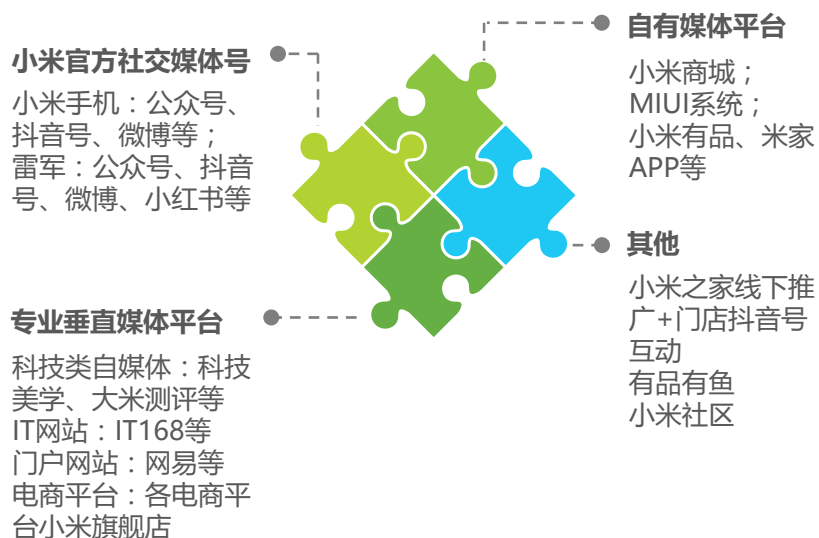 小米官方社交媒体号
小米手机：公众号、
抖音号、微博等；
雷军：公众号、抖音
号、微博、小红书等
自有媒体平台
小米商城；
MIUI系统；
小米有品、米家
APP等
专业垂直媒体平台
科技类自媒体：科技
美学、大米测评等
IT网站：IT168等
门户网站：网易等
电商平台：各电商平
台小米旗舰店
其他
小米之家线下推
广+门店抖音号
互动
有品有鱼
小米社区